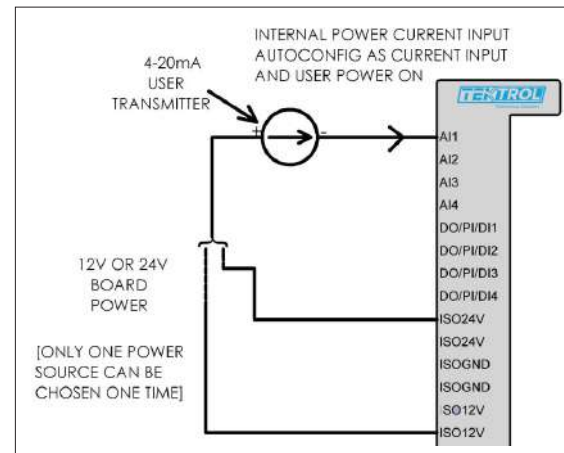 INTERNAL POWER CURRENT INPUT
AUTOCONFIG AS CURRENT INPUT
AND USER POWER ON
4-20mA
USER
TRANSMITTER
+
-
TEKTROL
AI1
AI2
AI3
AI4
DO/PI/DI1
DO/PI/DI2
DO/PI/DI3
DO/PI/DI4
ISO24V
ISO24V
ISOGND
ISOGND
SO12V
ISO12V
12V OR 24V
BOARD
POWER
[ONLY ONE POWER
SOURCE CAN BE
CHOSEN ONE TIME]